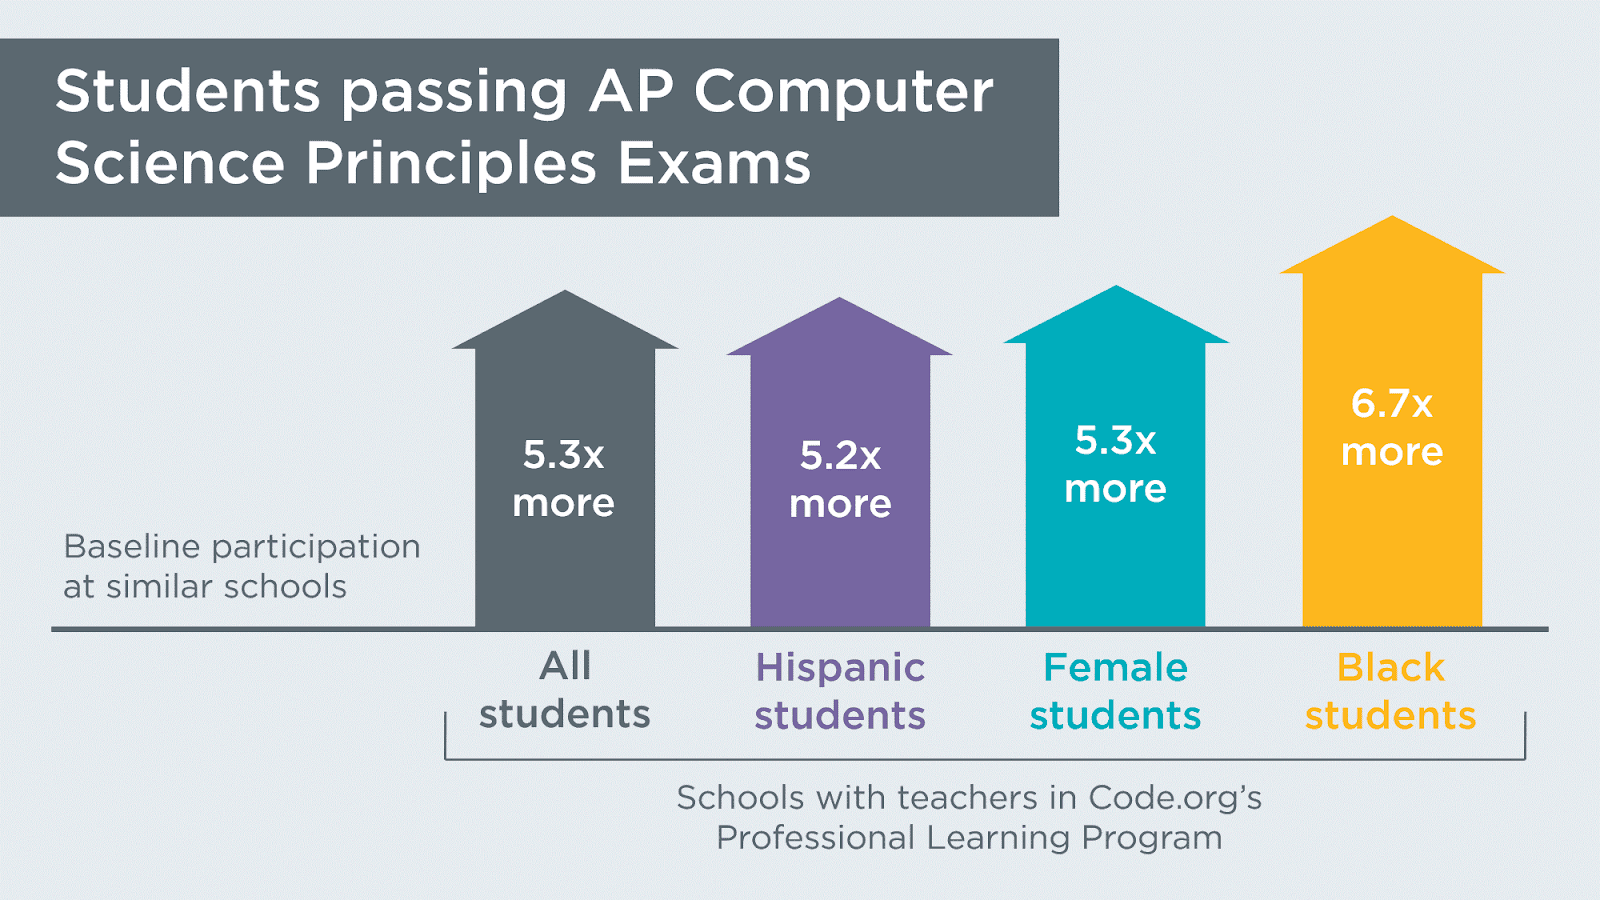 Students passing AP Computer
Science Principles Exams
5.3x
more
5.2x
more
5.3x
more
6.7x
more
Baseline participation
at similar schools
All
students
Hispanic
students
Female
students
Black
students
Schools with teachers in Code.org’s
Professional Learning Program